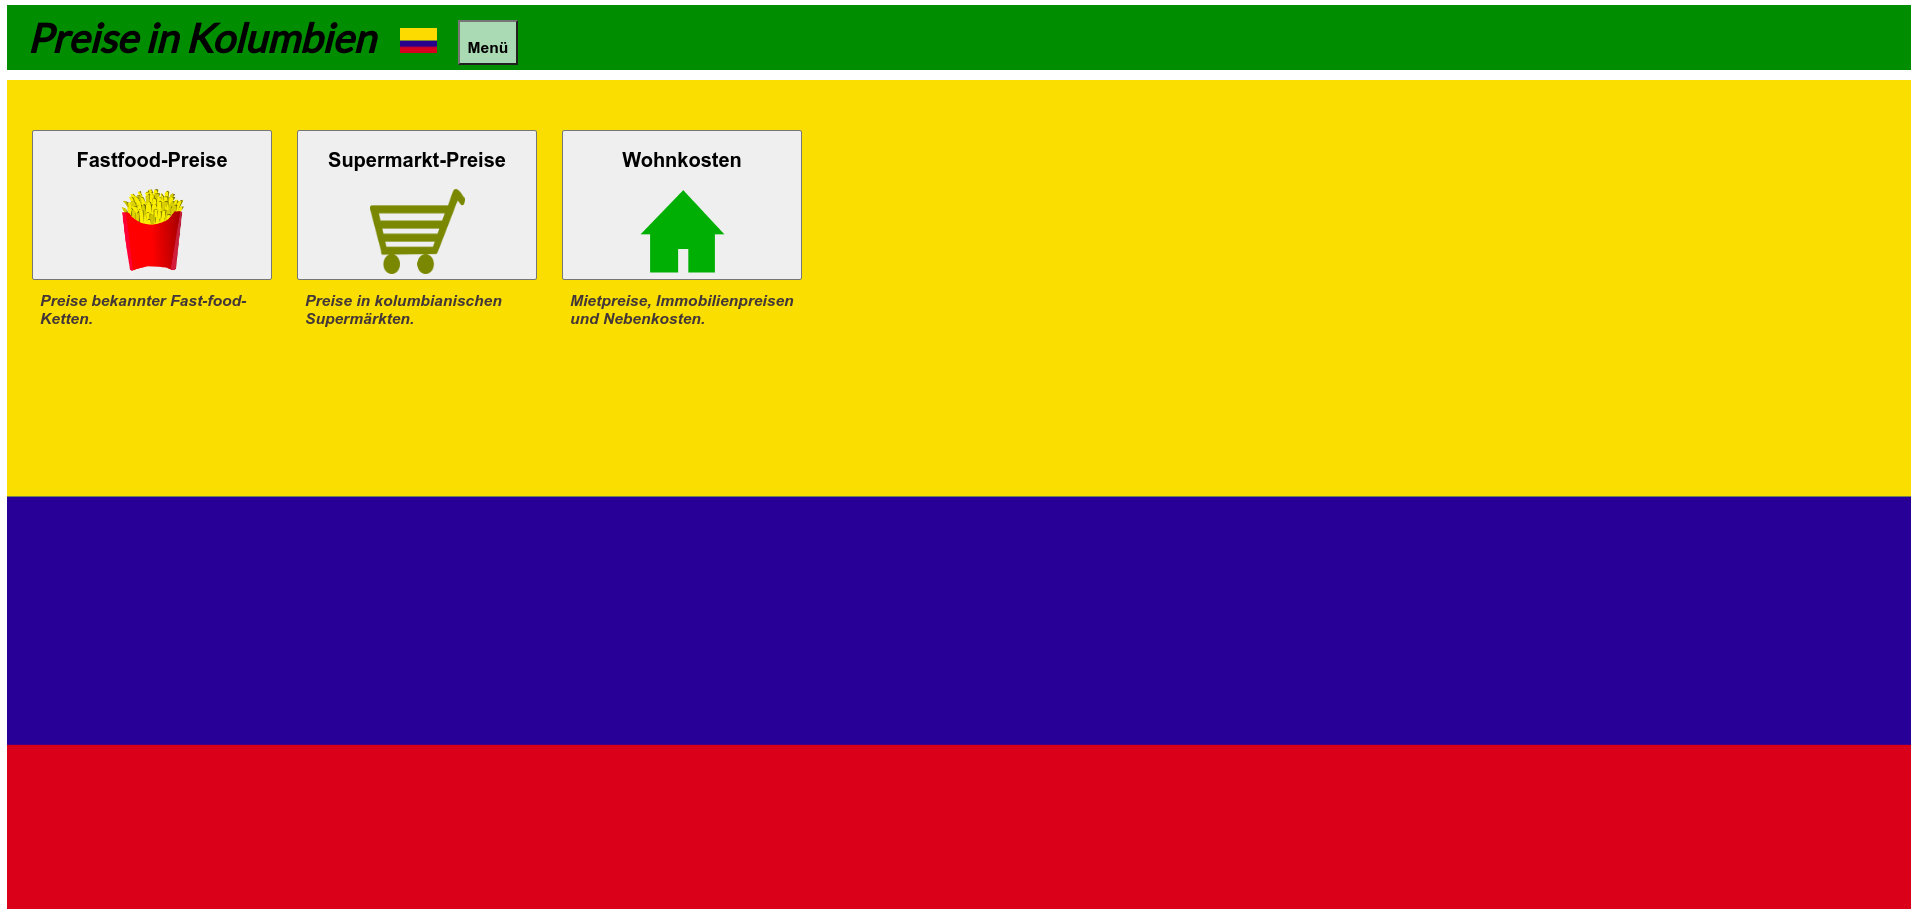 Preise in Kolumbien
Menü
Fastfood-Preise
Supermarkt-Preise
Wohnkosten
Preise bekannter Fast-food-
Ketten.
Preise in kolumbianischen
Supermärkten.
Mietpreise, Immobilienpreisen
und Nebenkosten.